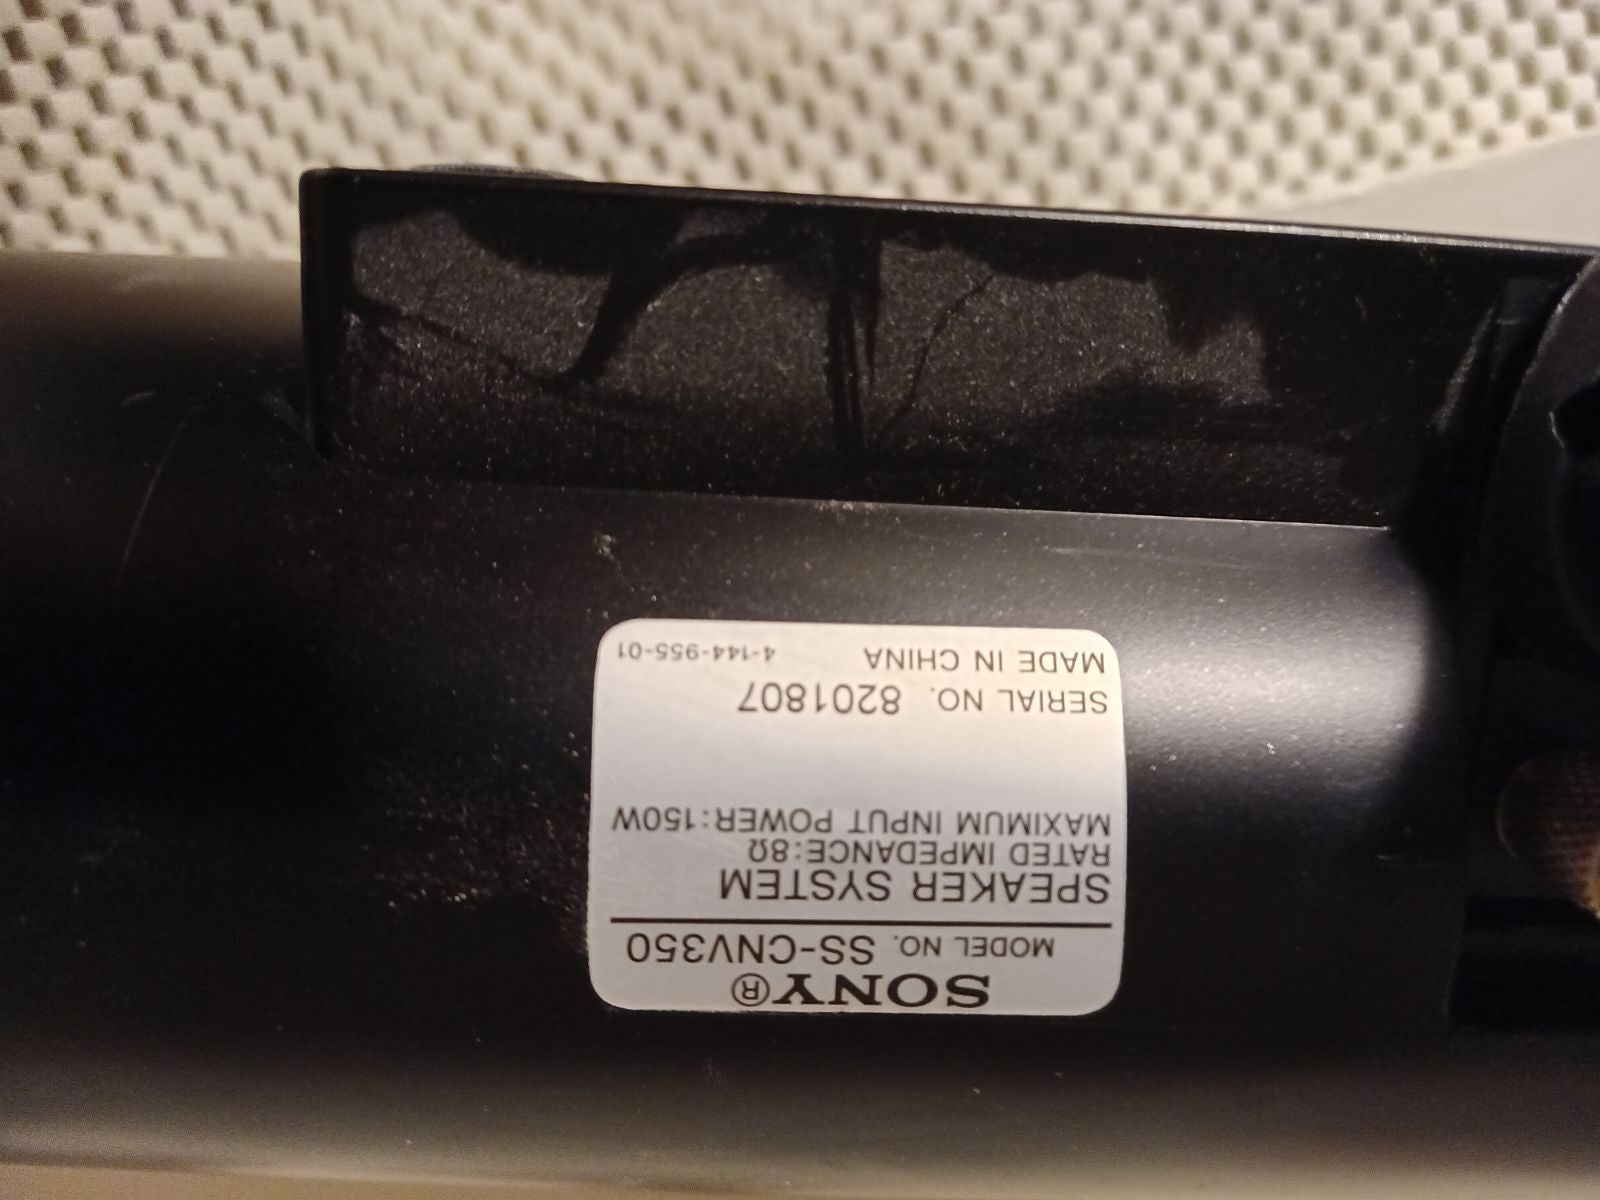 SONY®
MODEL NO. SS-CNV350
SPEAKER SYSTEM
RATED IMPEDANCE:8Ω
MAXIMUM INPUT POWER:150W
SERIAL NO. 8201807
MADE IN CHINA 4-144-955-01